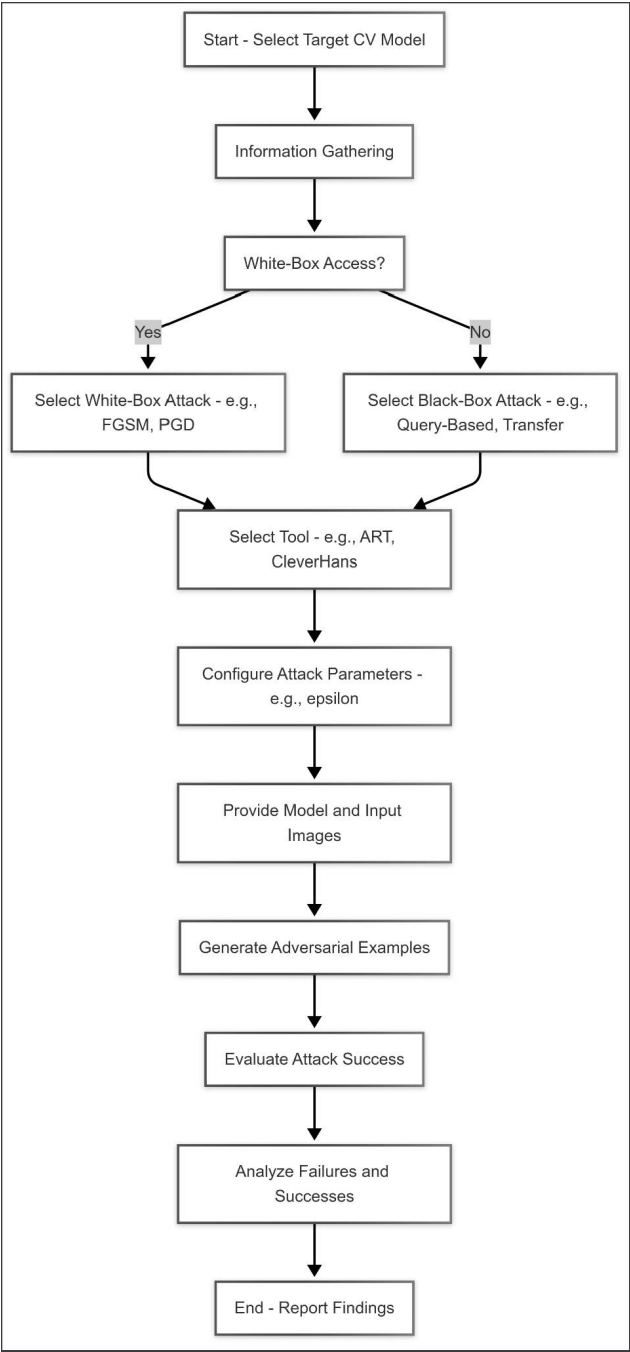 Start - Select Target CV Model
Information Gathering
White-Box Access?
Yes
No
Select White-Box Attack - e.g.,
FGSM, PGD
Select Black-Box Attack - e.g.,
Query-Based, Transfer
Select Tool - e.g., ART,
CleverHans
Configure Attack Parameters -
e.g., epsilon
Provide Model and Input
Images
Generate Adversarial Examples
Evaluate Attack Success
Analyze Failures and
Successes
End - Report Findings